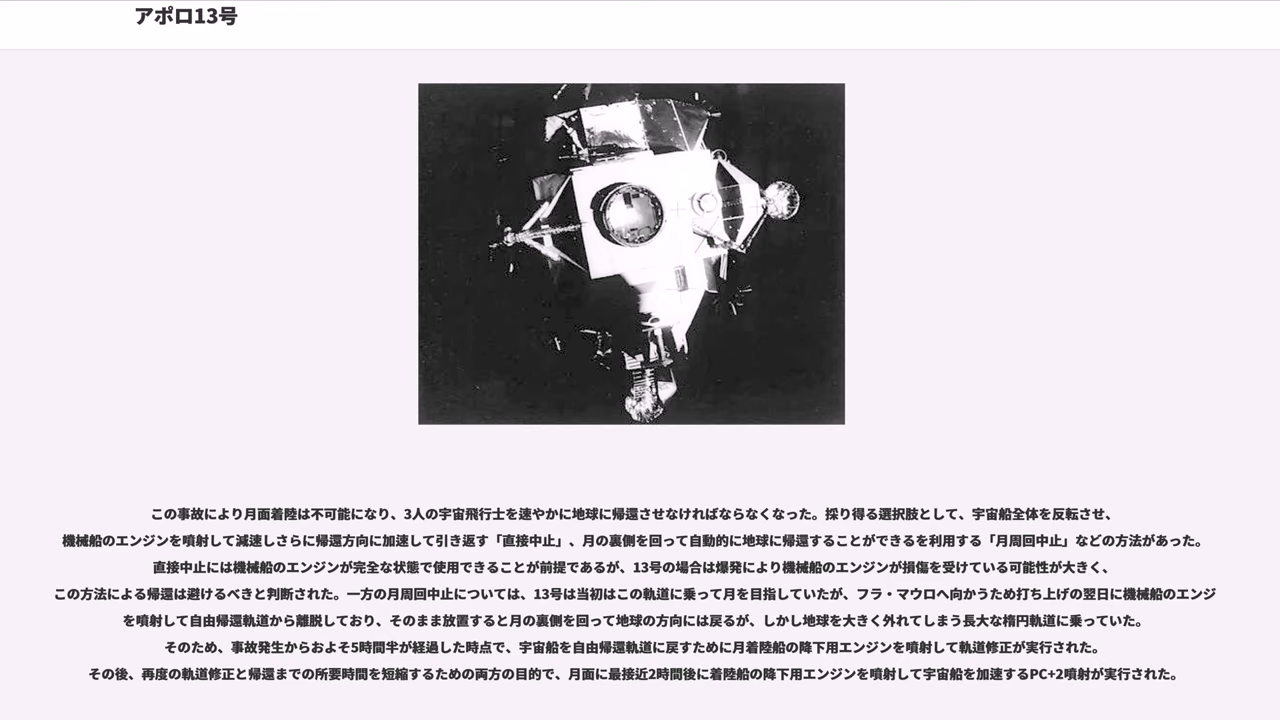 アポロ13号
この事故により月面着陸は不可能になり、3人の宇宙飛行士を速やかに地球に帰還させなければならなくなった。採り得る選択肢として、宇宙船全体を反転させ、
機械船のエンジンを噴射して減速しさらに帰還方向に加速して引き返す「直接中止」、月の裏側を回って自動的に地球に帰還することができるを利用する「月周回中止」などの方法があった。
直接中止には機械船のエンジンが完全な状態で使用できることが前提であるが、13号の場合は爆発により機械船のエンジンが損傷を受けている可能性が大きく、
この方法による帰還は避けるべきと判断された。一方の月周回中止については、13号は当初はこの軌道に乗って月を目指していたが、フラ・マウロへ向かうため打ち上げの翌日に機械船のエンジ
を噴射して自由帰還軌道から離脱しており、そのまま放置すると月の裏側を回って地球の方向には戻るが、しかし地球を大きく外れてしまう長大な楕円軌道に乗っていた。
そのため、事故発生からおよそ5時間半が経過した時点で、宇宙船を自由帰還軌道に戻すために月着陸船の降下用エンジンを噴射して軌道修正が実行された。
その後、再度の軌道修正と帰還までの所要時間を短縮するための両方の目的で、月面に最接近2時間後に着陸船の降下用エンジンを噴射して宇宙船を加速するPC+2噴射が実行された。